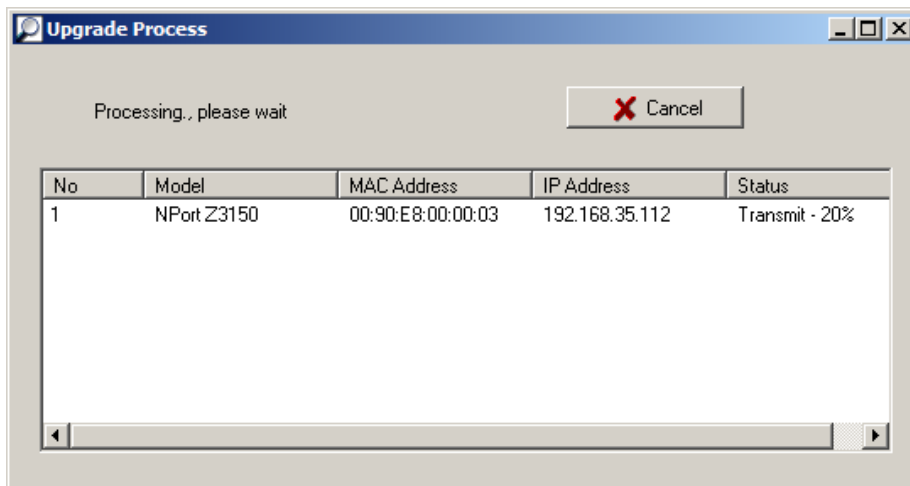 Upgrade Process
Processing., please wait
Cancel
No Model MAC Address IP Address Status
1 NPort Z3150 00:90:E8:00:00:03 192.168.35.112 Transmit - 20%